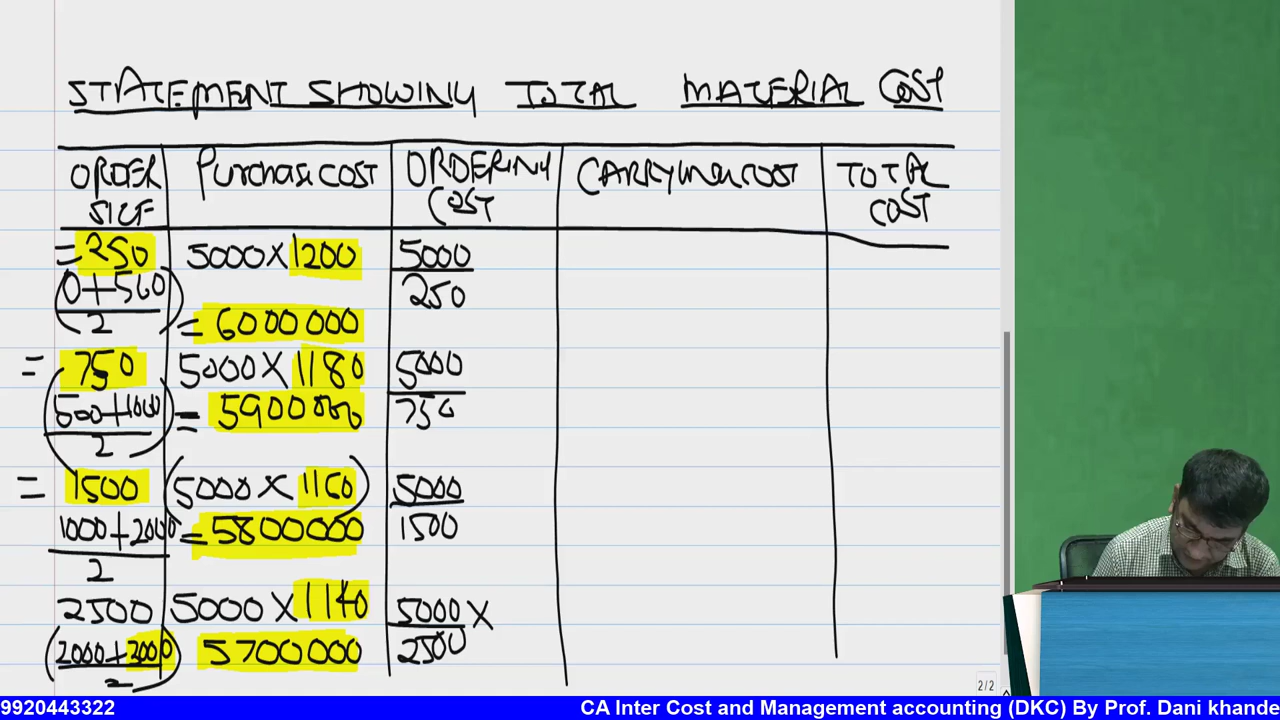 STATEMENT SHOWING TOTAL MATERIAL COST
ORDER SIZE PURCHASE COST ORDERING COST CARRYING COST TOTAL COST
= 250 5000 X 1200 5000
(0+500) 250
2 = 6000000
= 750 5000 X 1180 5000
(500+1000) = 5900000 750
2
= 1500 (5000 X 1160) 5000
1000+2000 = 5800000 1500
2
2500 5000 X 1140 5000 X
(2000+3000) 5700000 2500
2
2/2
9920443322 CA Inter Cost and Management accounting (DKC) By Prof. Dani khande